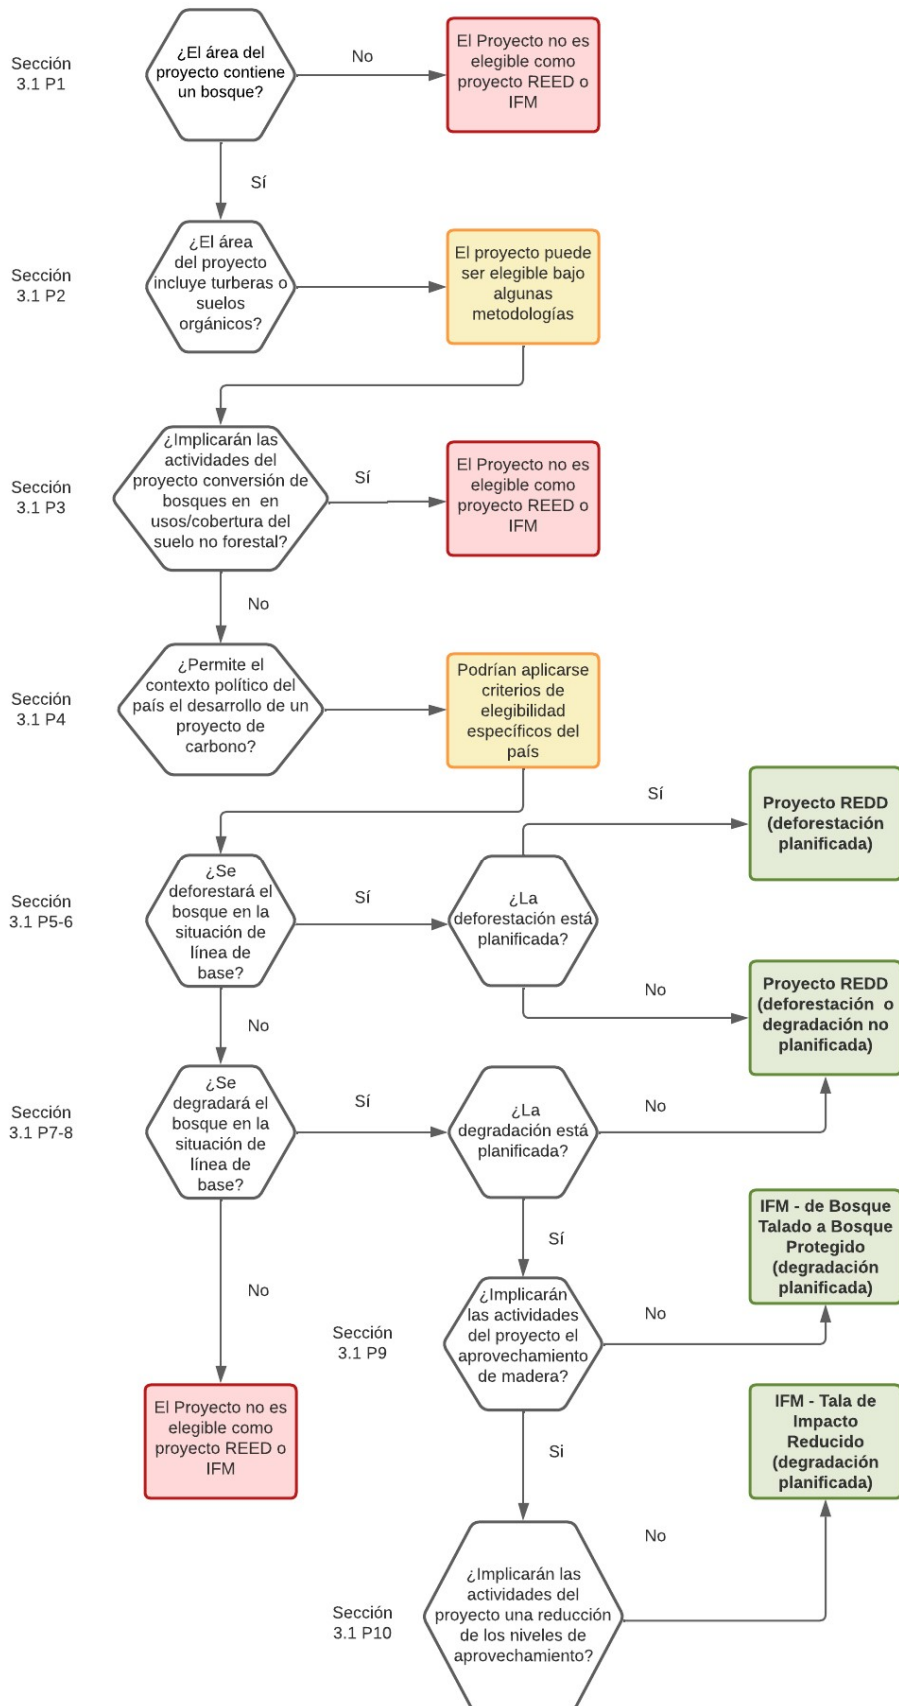 Sección
3.1 P1
¿El área del
proyecto contiene
un bosque?
No
El Proyecto no es
elegible como
proyecto REED o
IFM
Sí
Sección
3.1 P2
¿El área
del proyecto
incluye turberas o
suelos
orgánicos?
El proyecto puede
ser elegible bajo
algunas
metodologías
Sección
3.1 P3
¿Implicarán las
actividades del
proyecto conversión de
bosques en en
usos/cobertura del
suelo no forestal?
Sí
El Proyecto no es
elegible como
proyecto REED o
IFM
No
Sección
3.1 P4
¿Permite el
contexto político del
país el desarrollo de un
proyecto de
carbono?
Podrían aplicarse
criterios de
elegibilidad
específicos del
país
Sección
3.1 P5-6
¿Se
deforestará el
bosque en la
situación de
línea de
base?
Sí
¿La
deforestación está
planificada?
Sí
Proyecto REDD
(deforestación
planificada)
No
Proyecto REDD
(deforestación o
degradación no
planificada)
No
Sección
3.1 P7-8
¿Se
degradará el
bosque en la
situación de
línea de
base?
Sí
¿La
degradación está
planificada?
No
Sí
No
El Proyecto no es
elegible como
proyecto REED o
IFM
Sección
3.1 P9
¿Implicarán
las actividades
del proyecto el
aprovechamiento
de madera?
No
IFM - de Bosque
Talado a Bosque
Protegido
(degradación
planificada)
Si
Sección
3.1 P10
¿Implicarán las
actividades del
proyecto una reducción
de los niveles de
aprovechamiento?
No
IFM - Tala de
Impacto
Reducido
(degradación
planificada)